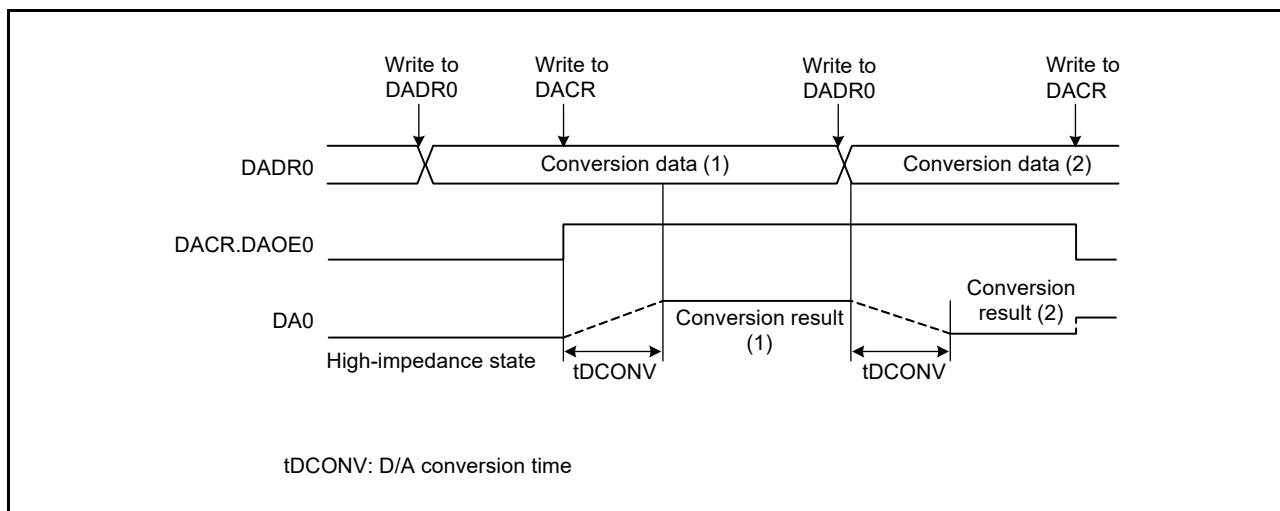 Write to
DADR0
Write to
DACR
Write to
DADR0
Write to
DACR
DADR0
Conversion data (1)
Conversion data (2)
DACR.DAOE0
DA0
High-impedance state
Conversion result
(1)
Conversion
result (2)
tDCONV
tDCONV
tDCONV: D/A conversion time